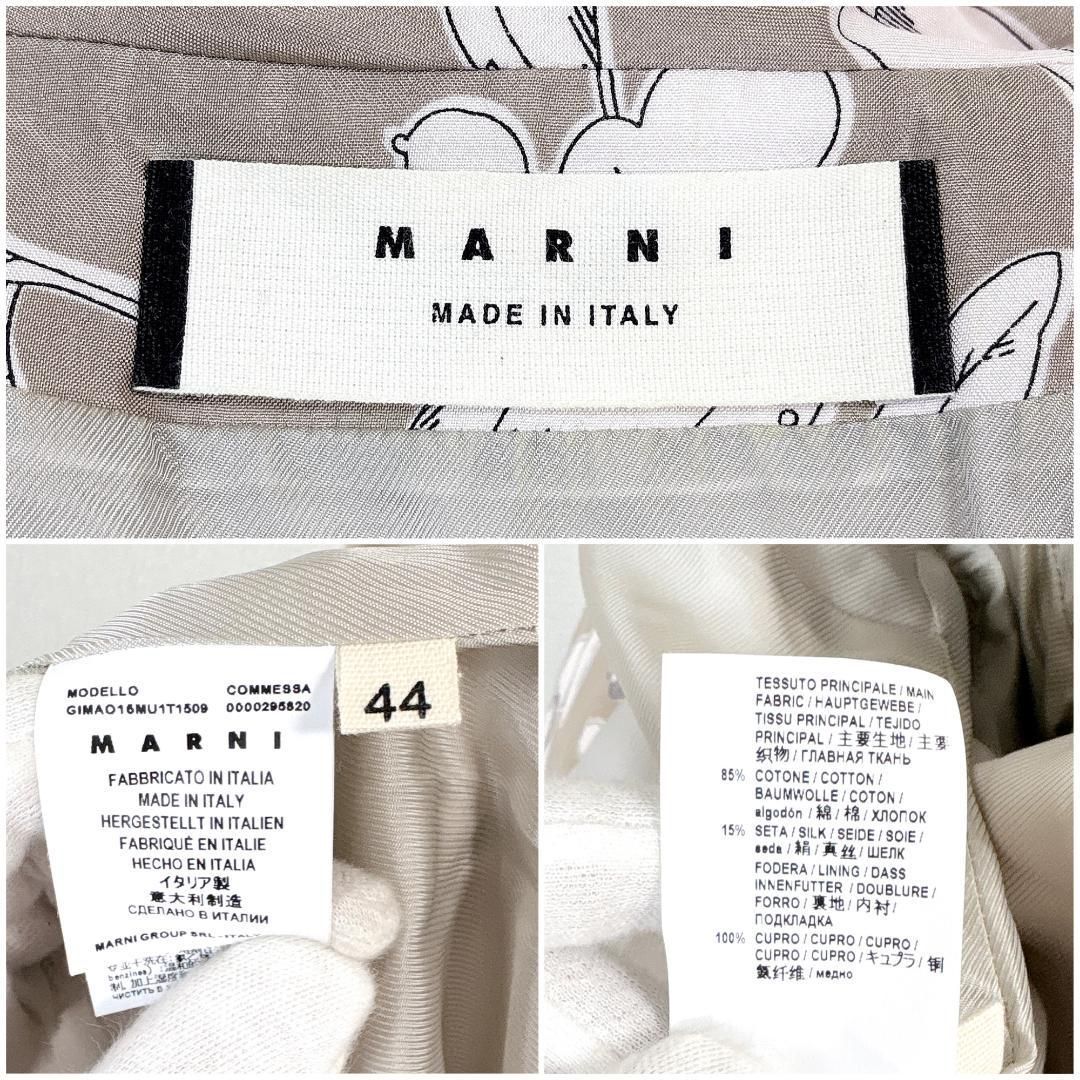 MARNI
MADE IN ITALY
MODELLO COMMESSA
GIMAO16MU1T1509 0000295820
44
MARNI
FABBRICATO IN ITALIA
MADE IN ITALY
HERGESTELLT IN ITALIEN
FABRIQUÉ EN ITALIE
HECHO EN ITALIA
イタリア製
意大利制造
СДЕЛАНО В ИТАЛИИ
MARNI GROUP SRL
benzines)
TESSUTO PRINCIPALE / MAIN
FABRIC / HAUPTGEWEBE /
TISSU PRINCIPAL / TEJIDO
PRINCIPAL / 主要生地 / 主要
织物 / ГЛАВНАЯ ТКАНЬ
85% COTONE / COTTON /
BAUMWOLLE / COTON /
algodón / 綿 / 棉 / ХЛОПОК
15% SETA / SILK / SEIDE / SOIE /
seda / 絹 / 真丝 / ШЕЛК
FODERA / LINING / DASS
INNENFUTTER / DOUBLURE /
FORRO / 裏地 / 内衬 /
ПОДКЛАДКА
100% CUPRO / CUPRO / CUPRO /
CUPRO / CUPRO / キュプラ / 铜
氨纤维 / медно